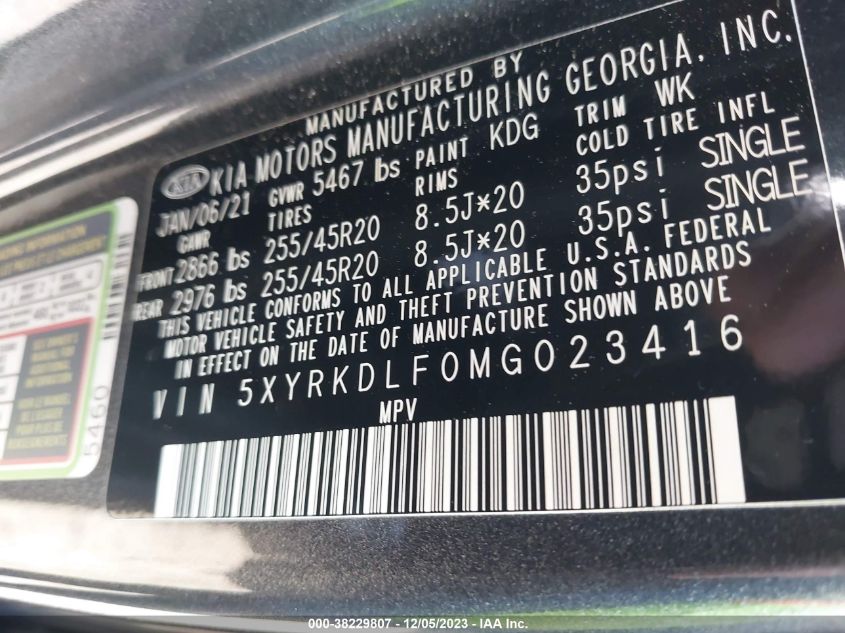 MANUFACTURED BY
KIA KIA MOTORS MANUFACTURING GEORGIA, INC.
JAN/06/21 GVWR 5467 lbs PAINT KDG TRIM WK
GAWR TIRES RIMS COLD TIRE INFL
FRONT 2866 lbs 255/45R20 8.5J*20 35psi SINGLE
REAR 2976 lbs 255/45R20 8.5J*20 35psi SINGLE
THIS VEHICLE CONFORMS TO ALL APPLICABLE U.S.A. FEDERAL
MOTOR VEHICLE SAFETY AND THEFT PREVENTION STANDARDS
IN EFFECT ON THE DATE OF MANUFACTURE SHOWN ABOVE
VIN 5XYRKDLF0MG023416
MPV
5460
000-38229807 - 12/05/2023 - IAA Inc.